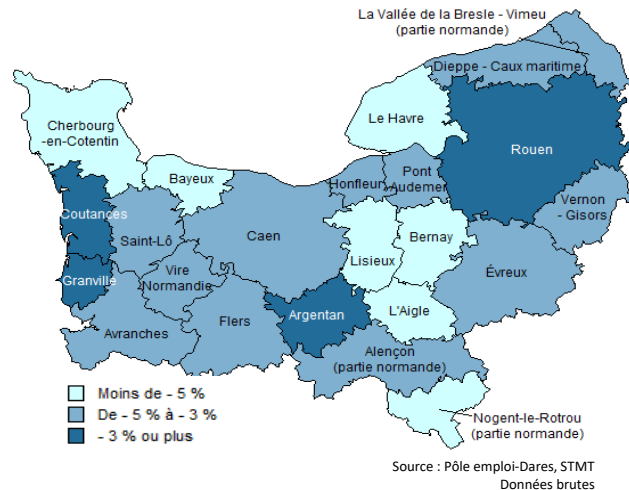 La Vallée de la Bresle - Vimeu
(partie normande)
Dieppe - Caux maritime
Cherbourg
-en-Cotentin
Le Havre
Rouen
Bayeux
Honfleur
Pont
Audemer
Vernon
- Gisors
Coutances
Saint-Lô
Caen
Bernay
Lisieux
Évreux
Granville
Vire
Normandie
Argentan
L'Aigle
Avranches
Flers
Alençon
(partie normande)
Moins de - 5 %
De - 5 % à - 3 %
- 3 % ou plus
Nogent-le-Rotrou
(partie normande)
Source : Pôle emploi-Dares, STMT
Données brutes